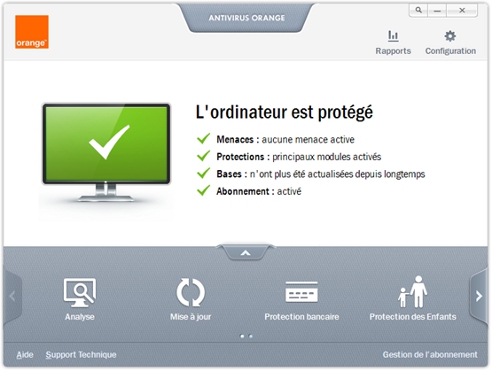 ANTIVIRUS ORANGE
orange™
Rapports
Configuration
L'ordinateur est protégé
Menaces : aucune menace active
Protections : principaux modules activés
Bases : n'ont plus été actualisées depuis longtemps
Abonnement : activé
Analyse
Mise à jour
Protection bancaire
Protection des Enfants
Aide
Support Technique
Gestion de l'abonnement